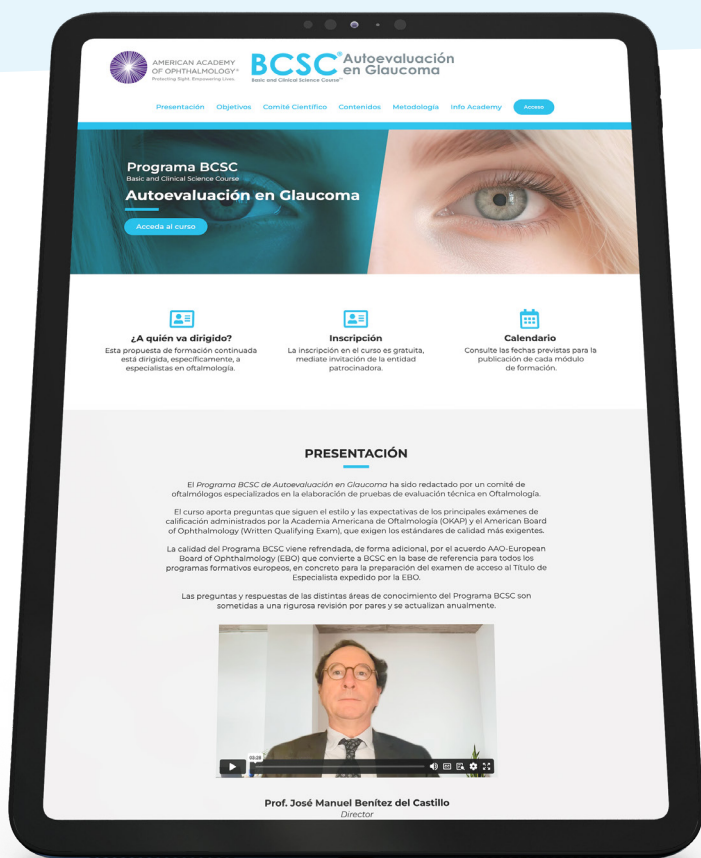 AMERICAN ACADEMY
OF OPHTHALMOLOGY®
Protecting Sight. Empowering Lives.
BCSC® Autoevaluación
en Glaucoma
Basic and Clinical Science Course™
Presentación Objetivos Comité Científico Contenidos Metodología Info Academy Acceso
Programa BCSC
Basic and Clinical Science Course
Autoevaluación en Glaucoma
Acceda al curso
¿A quién va dirigido?
Esta propuesta de formación continuada
está dirigida, específicamente, a
especialistas en oftalmología.
Inscripción
La inscripción en el curso es gratuita,
mediate invitación de la entidad
patrocinadora.
Calendario
Consulte las fechas previstas para la
publicación de cada módulo
de formación.
PRESENTACIÓN
El Programa BCSC de Autoevaluación en Glaucoma ha sido redactado por un comité de
oftalmólogos especializados en la elaboración de pruebas de evaluación técnica en Oftalmología.
El curso aporta preguntas que siguen el estilo y las expectativas de los principales exámenes de
calificación administrados por la Academia Americana de Oftalmología (OKAP) y el American Board
of Ophthalmology (Written Qualifying Exam), que exigen los estándares de calidad más exigentes.
La calidad del Programa BCSC viene refrendada, de forma adicional, por el acuerdo AAO-European
Board of Ophthalmology (EBO) que convierte a BCSC en la base de referencia para todos los
programas formativos europeos, en concreto para la preparación del examen de acceso al Título de
Especialista expedido por la EBO.
Las preguntas y respuestas de las distintas áreas de conocimiento del Programa BCSC son
sometidas a una rigurosa revisión por pares y se actualizan anualmente.
03:28
Prof. José Manuel Benítez del Castillo
Director